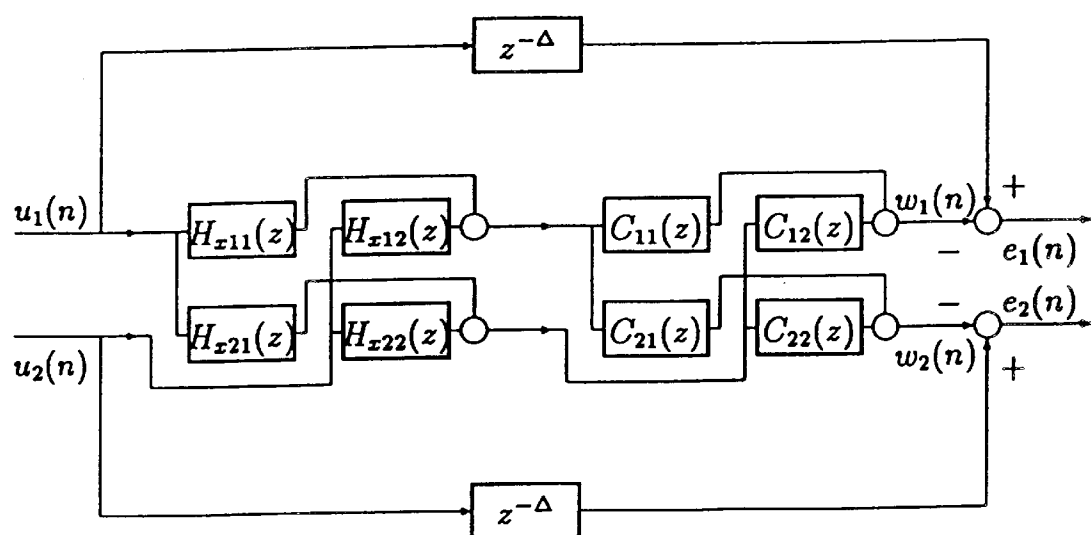 z^{-Δ}
u_1(n)
H_{x11}(z)
H_{x12}(z)
C_{11}(z)
C_{12}(z)
w_1(n)
+
−
e_1(n)
u_2(n)
H_{x21}(z)
H_{x22}(z)
C_{21}(z)
C_{22}(z)
−
e_2(n)
w_2(n)
+
z^{-Δ}